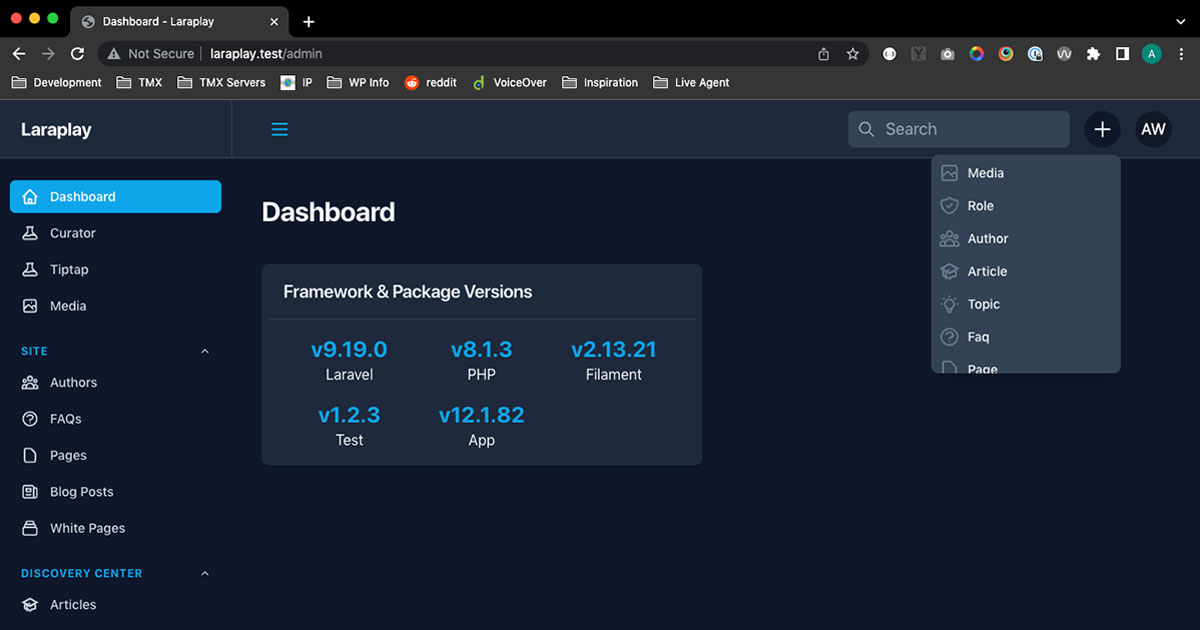 Dashboard - Laraplay
Not Secure laraplay.test/admin
A
Development TMX TMX Servers IP WP Info reddit VoiceOver Inspiration Live Agent
Laraplay
Search
AW
Dashboard
Curator
Tiptap
Media
SITE
Authors
FAQs
Pages
Blog Posts
White Pages
DISCOVERY CENTER
Articles
Dashboard
Framework & Package Versions
v9.19.0 v8.1.3 v2.13.21
Laravel PHP Filament
v1.2.3 v12.1.82
Test App
Media
Role
Author
Article
Topic
Faq
Page